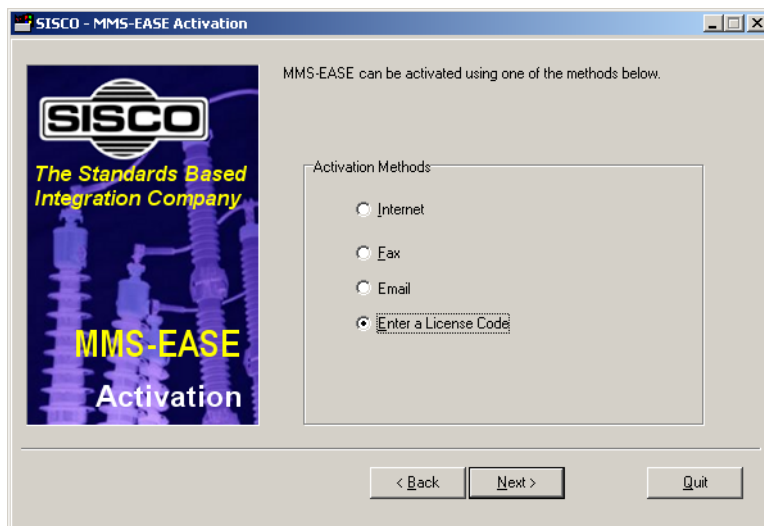 SISCO - MMS-EASE Activation
MMS-EASE can be activated using one of the methods below.
SISCO
The Standards Based
Integration Company
MMS-EASE
Activation
Activation Methods
Internet
Fax
Email
Enter a License Code
< Back
Next >
Quit